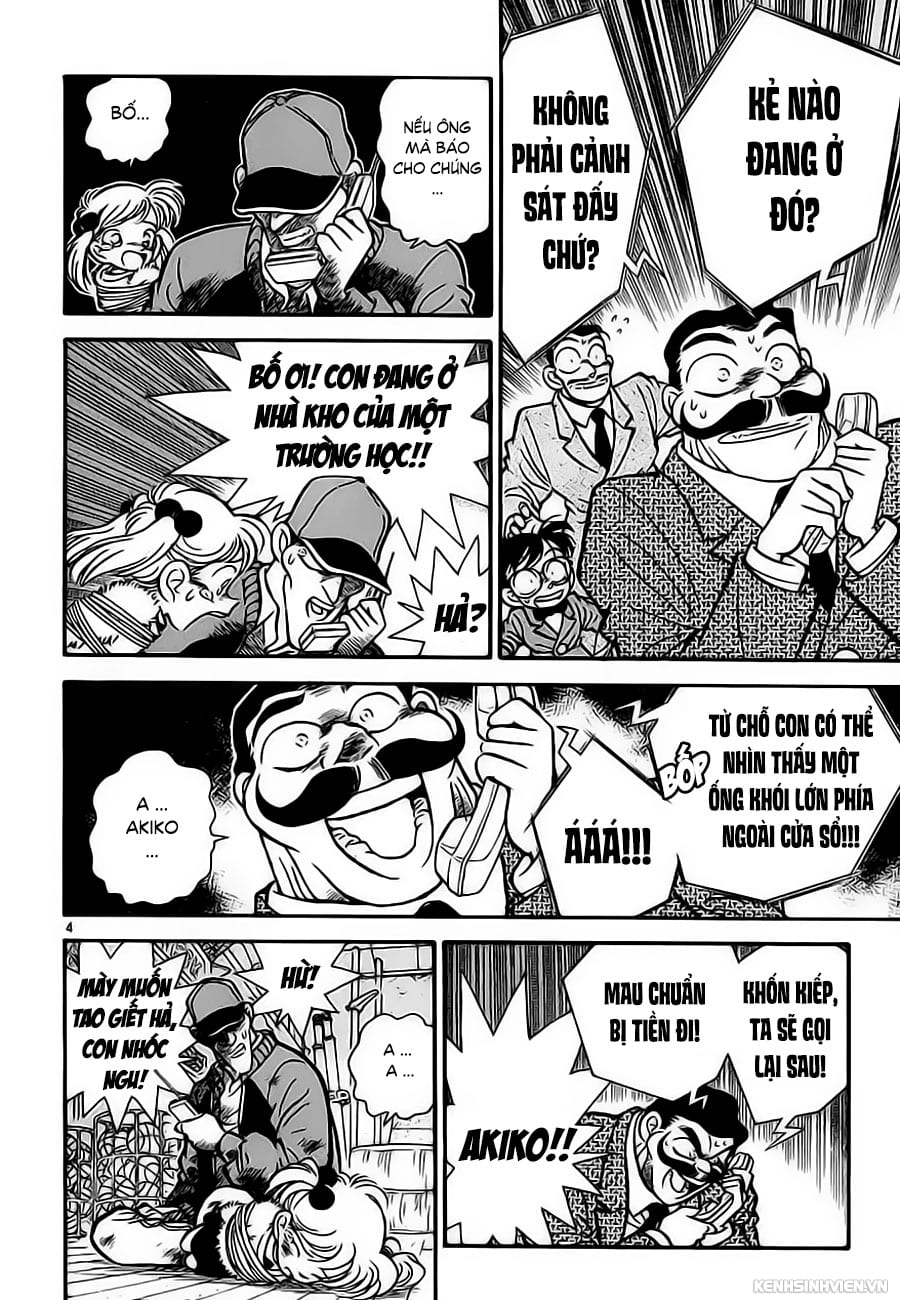 KẺ NÀO
ĐANG Ở
ĐÓ?
KHÔNG
PHẢI CẢNH
SÁT ĐẤY
CHỨ?
NẾU ÔNG
MÀ BÁO
CHO CHÚNG
...
BỐ...
BỐ ƠI! CON ĐANG Ở
NHÀ KHO CỦA MỘT
TRƯỜNG HỌC!!
HẢ?
TỪ CHỖ CON CÓ THỂ
NHÌN THẤY MỘT
ỐNG KHÓI LỚN PHÍA
NGOÀI CỬA SỔ!!!
BỐP
ÁÁÁ!!!
A ...
AKIKO
...
4
KHỐN KIẾP,
TA SẼ GỌI
LẠI SAU!
MAU CHUẨN
BỊ TIỀN ĐI!
AKIKO!!
HỪ!
MÀY MUỐN
TAO GIẾT HẢ,
CON NHÓC
NGU!
A ...
A ...
KENHSINHVIEN.VN